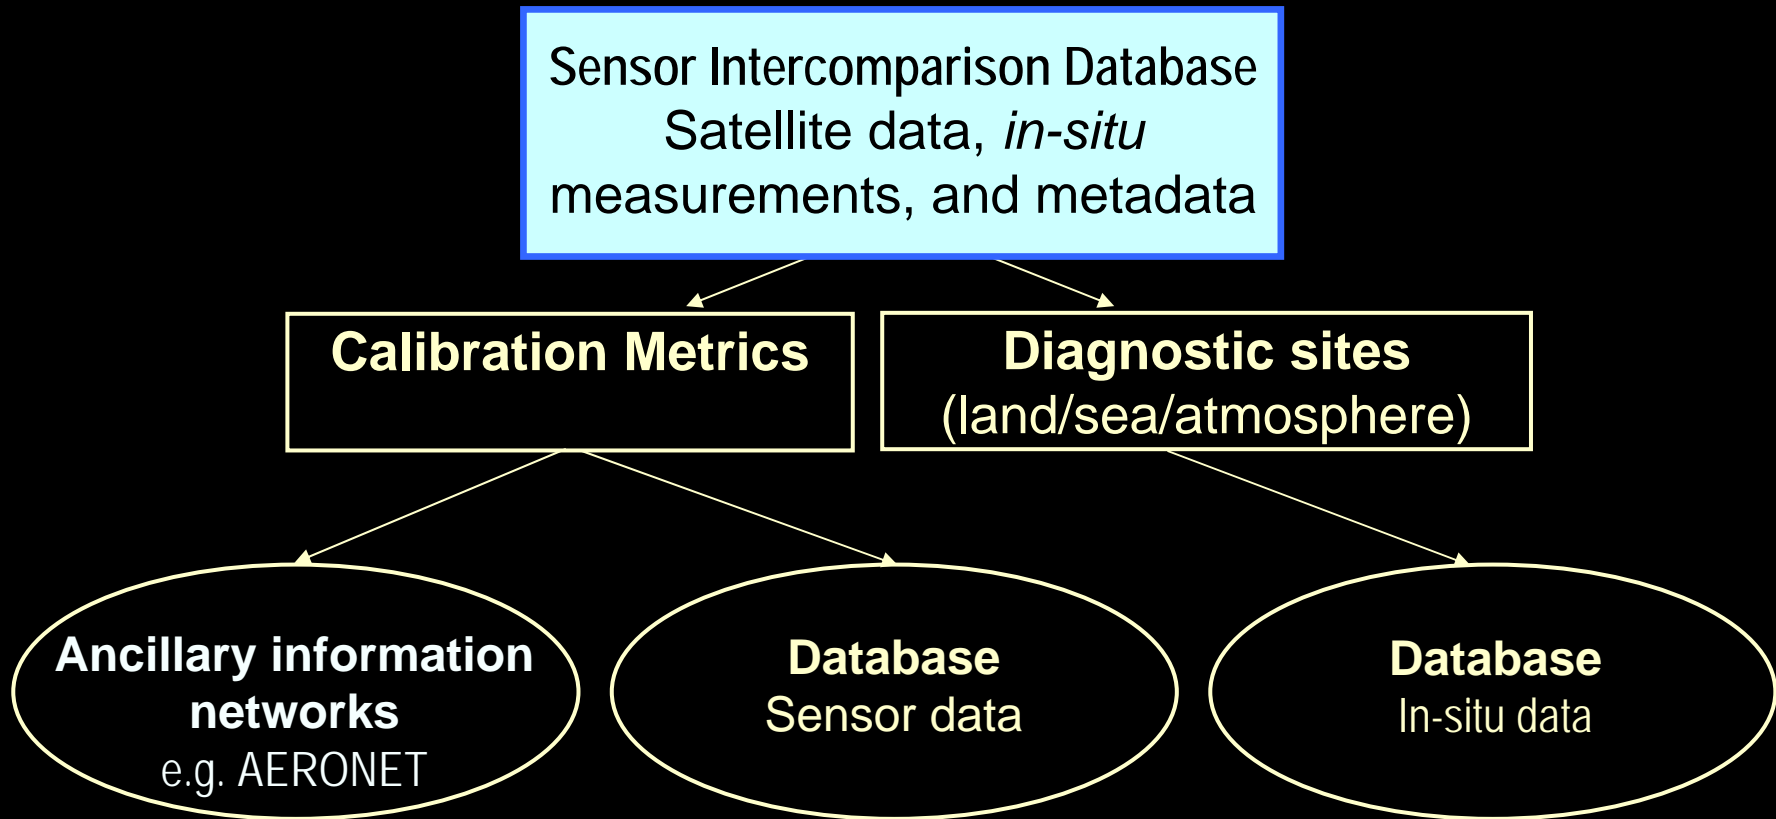 Sensor Intercomparison Database
Satellite data, in-situ
measurements, and metadata
Calibration Metrics
Diagnostic sites
(land/sea/atmosphere)
Ancillary information
networks
e.g. AERONET
Database
Sensor data
Database
In-situ data